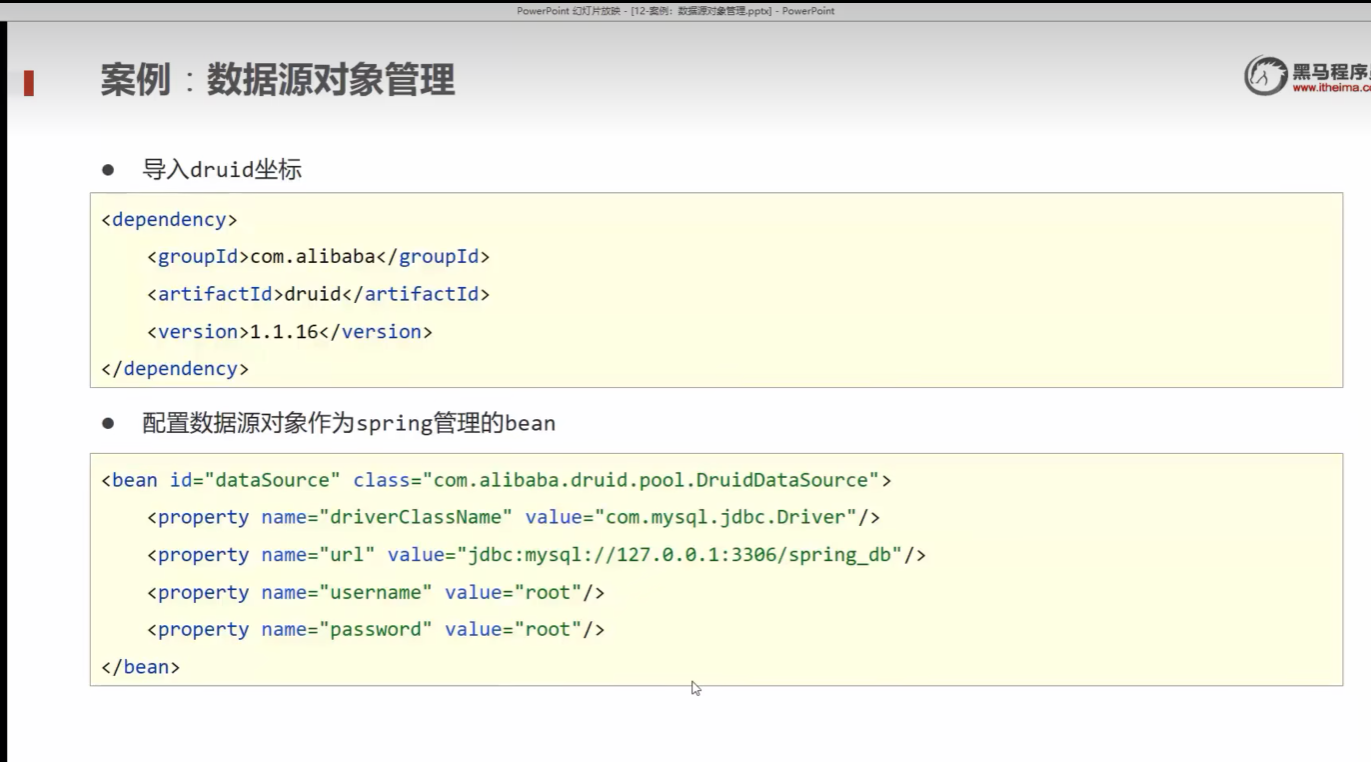 PowerPoint 幻灯片放映 - [12-案例：数据源对象管理.pptx] - PowerPoint
案例：数据源对象管理
黑马程序
www.itheima.c
● 导入druid坐标
<dependency>
<groupId>com.alibaba</groupId>
<artifactId>druid</artifactId>
<version>1.1.16</version>
</dependency>
● 配置数据源对象作为spring管理的bean
<bean id="dataSource" class="com.alibaba.druid.pool.DruidDataSource">
<property name="driverClassName" value="com.mysql.jdbc.Driver"/>
<property name="url" value="jdbc:mysql://127.0.0.1:3306/spring_db"/>
<property name="username" value="root"/>
<property name="password" value="root"/>
</bean>